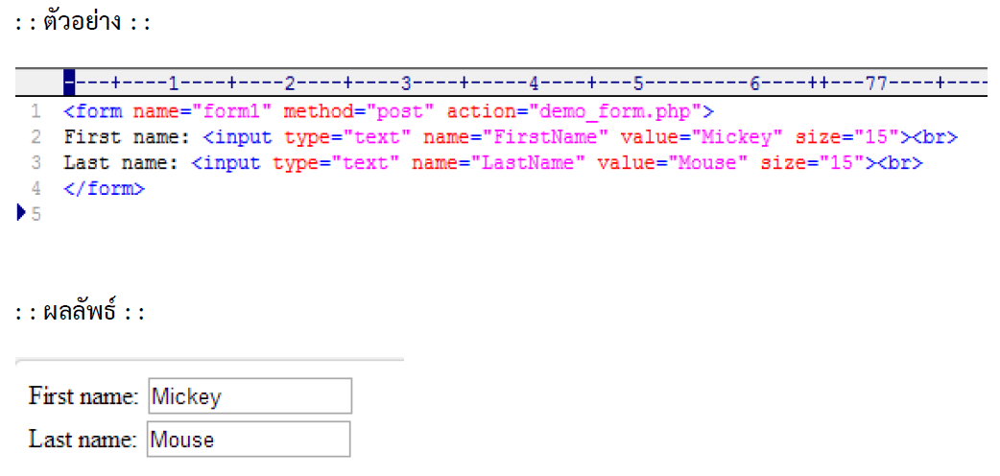 : : ตัวอย่าง : :
----+----1----+----2----+----3----+-----4----+---5---------6----++---77----+----
1 <form name="form1" method="post" action="demo_form.php">
2 First name: <input type="text" name="FirstName" value="Mickey" size="15"><br>
3 Last name: <input type="text" name="LastName" value="Mouse" size="15"><br>
4 </form>
5
: : ผลลัพธ์ : :
First name: Mickey
Last name: Mouse